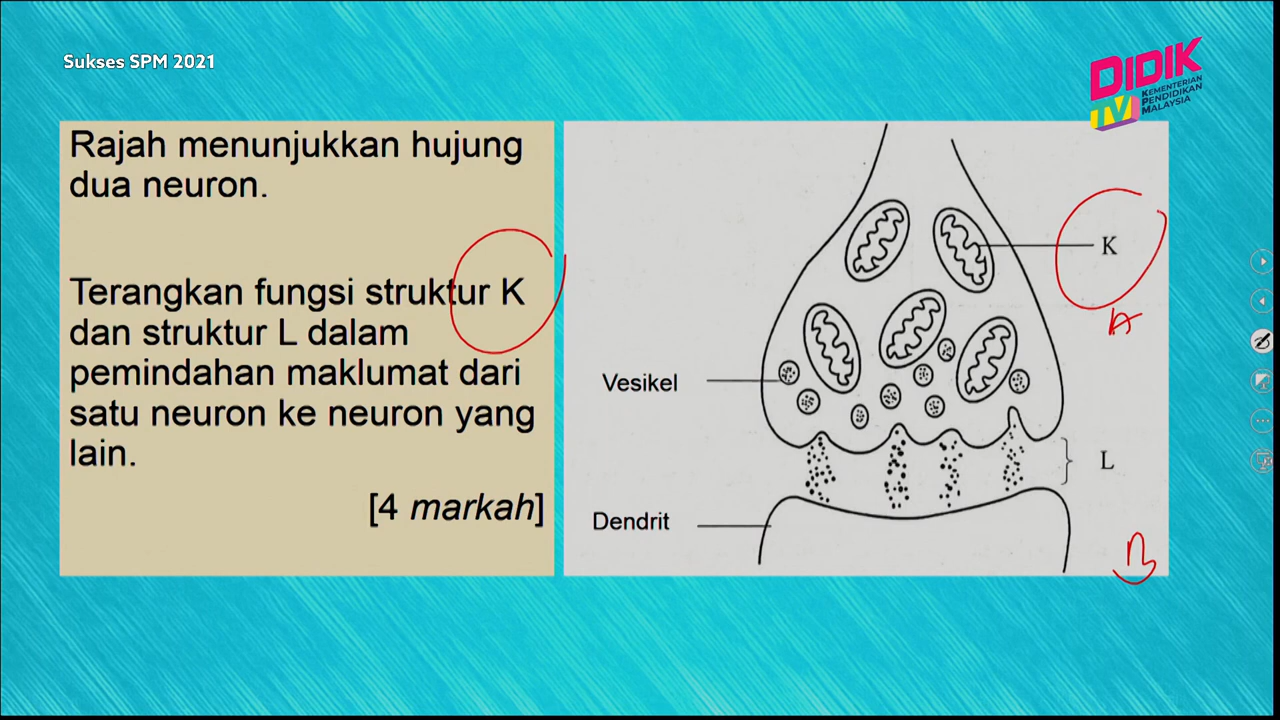 Sukses SPM 2021
DIDIK
TV
KEMENTERIAN
PENDIDIKAN
MALAYSIA
Rajah menunjukkan hujung
dua neuron.
Terangkan fungsi struktur K
dan struktur L dalam
pemindahan maklumat dari
satu neuron ke neuron yang
lain.
[4 markah]
K
A
Vesikel
L
Dendrit
B